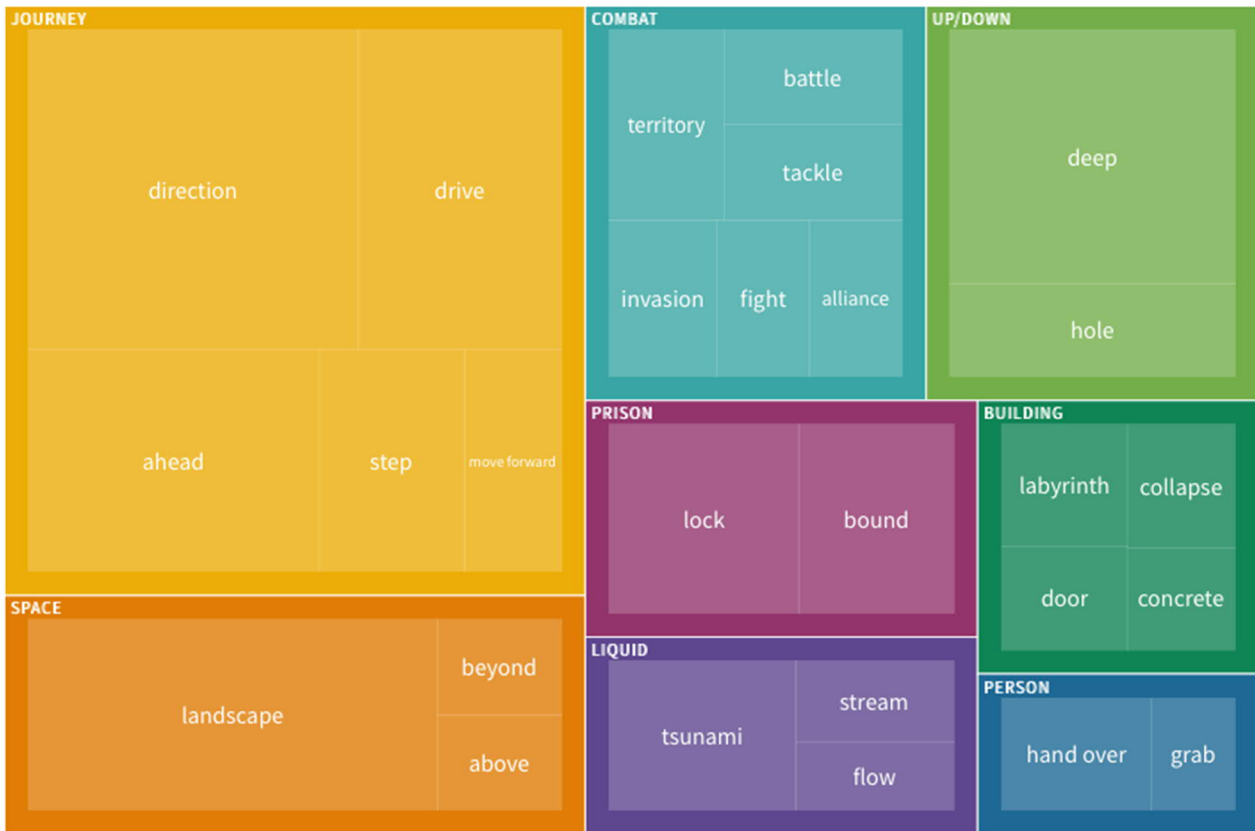 JOURNEY
direction
drive
ahead
step
move forward
SPACE
landscape
beyond
above
COMBAT
territory
battle
tackle
invasion
fight
alliance
UP/DOWN
deep
hole
PRISON
lock
bound
BUILDING
labyrinth
collapse
door
concrete
LIQUID
tsunami
stream
flow
PERSON
hand over
grab